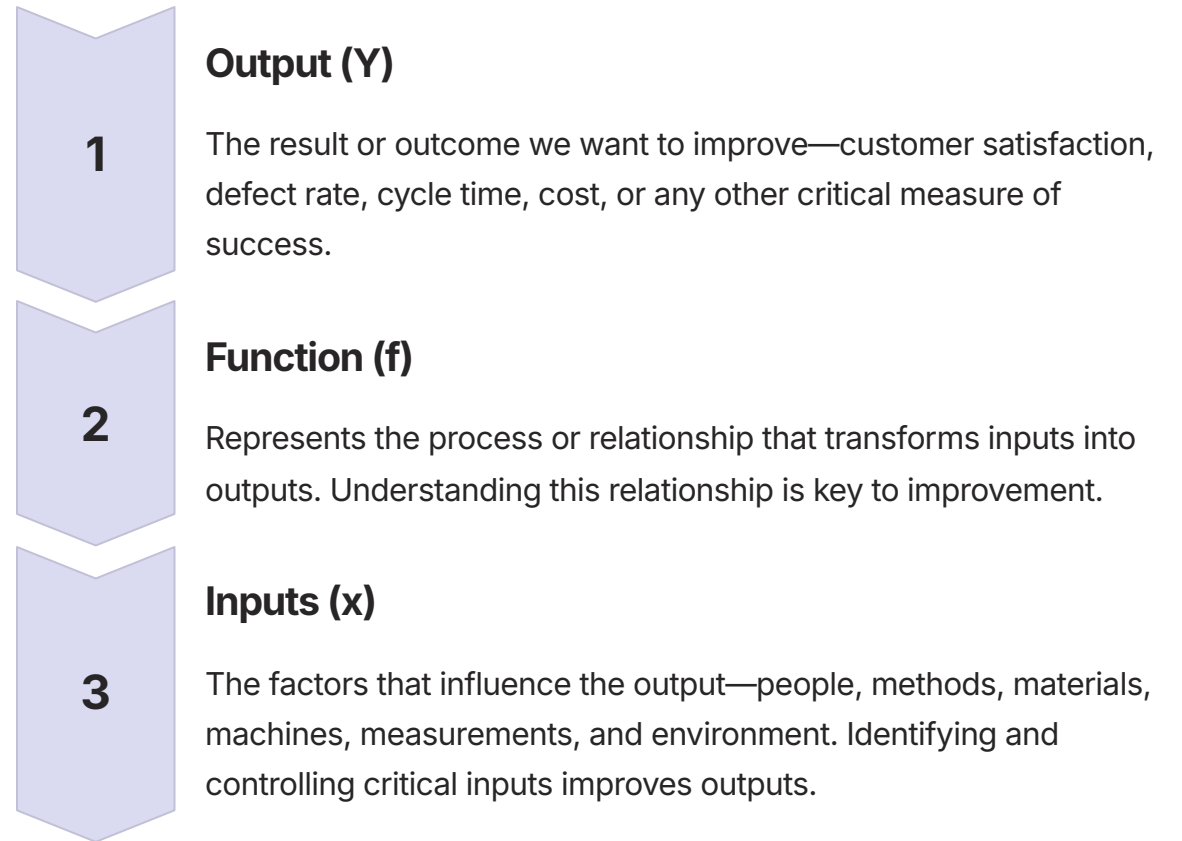 1
Output (Y)
The result or outcome we want to improve—customer satisfaction,
defect rate, cycle time, cost, or any other critical measure of
success.
2
Function (f)
Represents the process or relationship that transforms inputs into
outputs. Understanding this relationship is key to improvement.
3
Inputs (x)
The factors that influence the output—people, methods, materials,
machines, measurements, and environment. Identifying and
controlling critical inputs improves outputs.